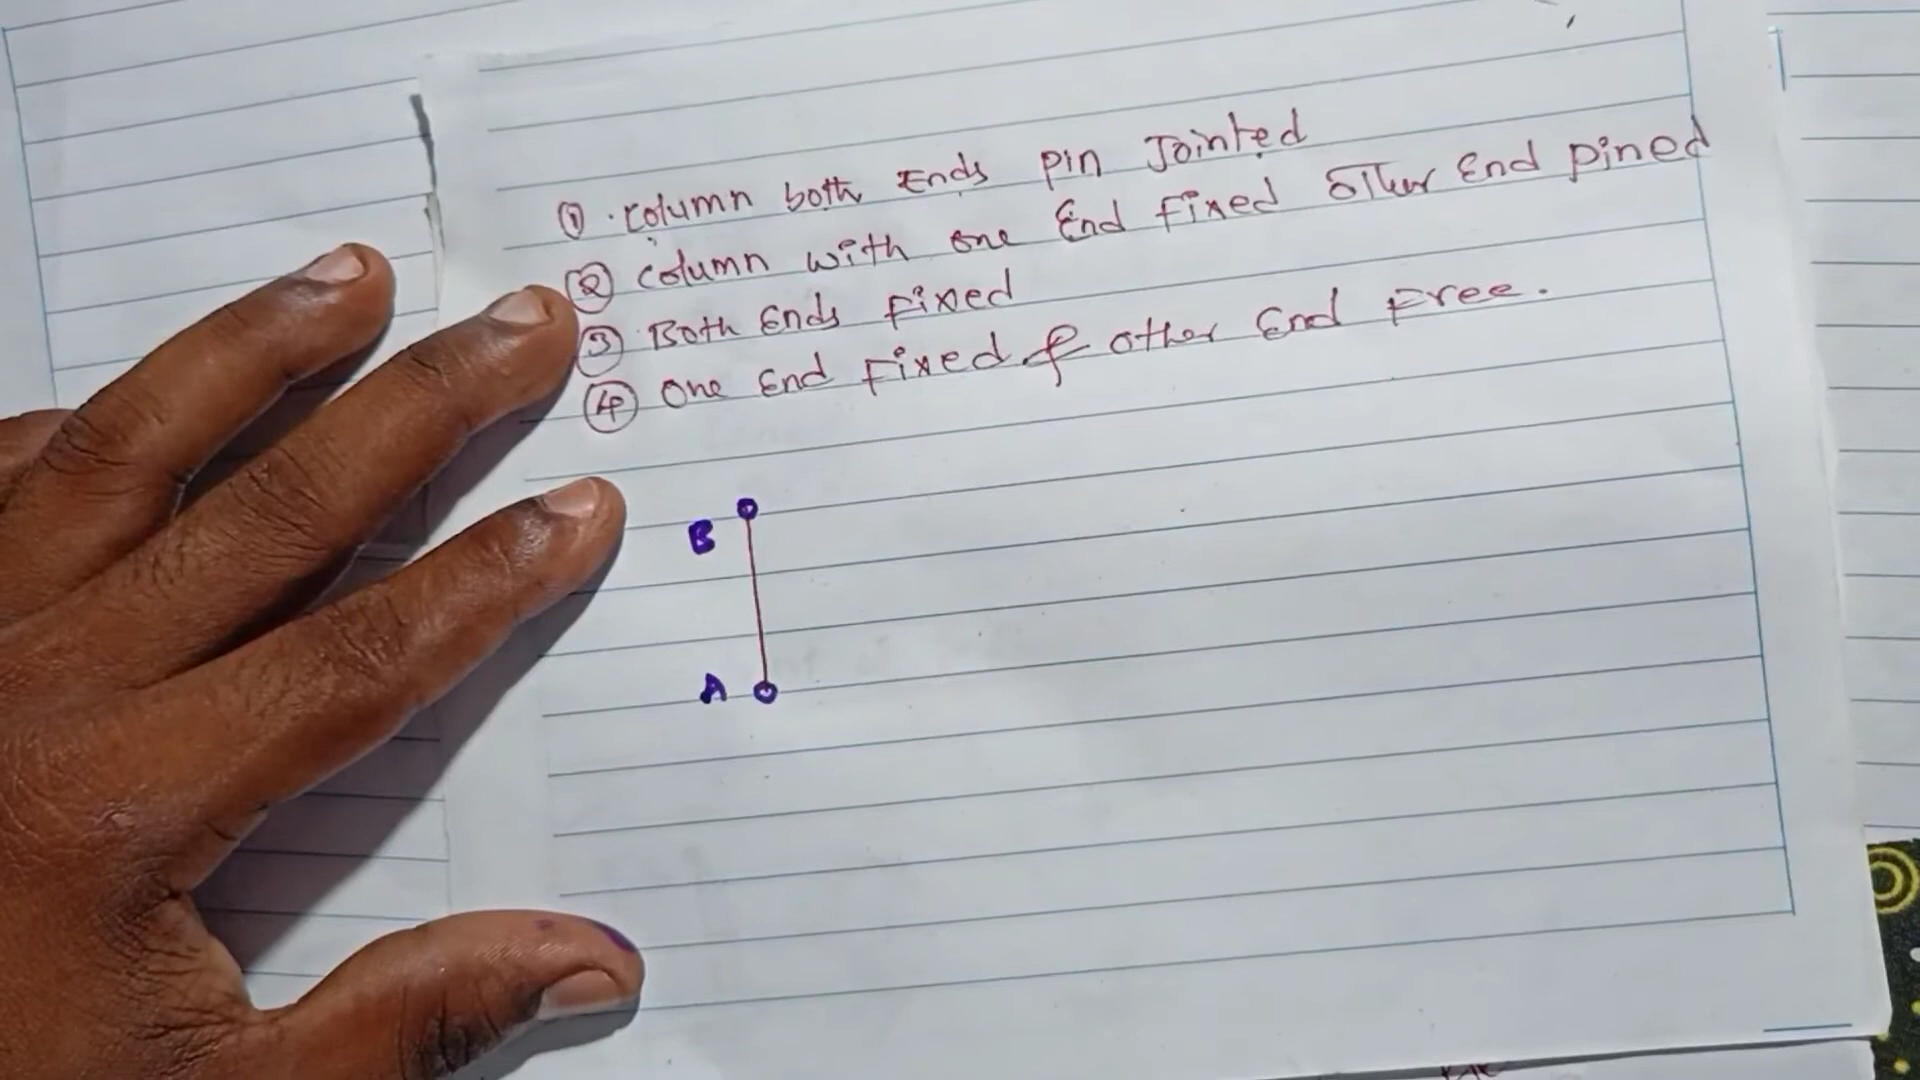 ① column both Ends pin Jointed
② column with one End fixed other End pined
③ Both Ends fixed
④ one End fixed & other End Free.
B
A